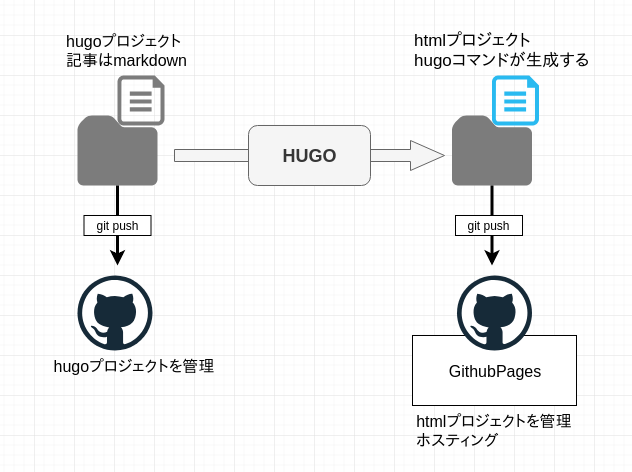 hugoプロジェクト
記事はmarkdown
htmlプロジェクト
hugoコマンドが生成する
HUGO
git push
git push
hugoプロジェクトを管理
GithubPages
htmlプロジェクトを管理
ホスティング